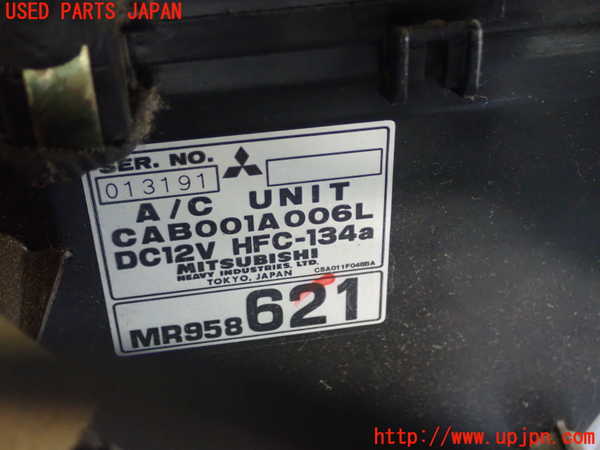 USED PARTS JAPAN
SER. NO.
013191
A/C UNIT
CAB001A006L
DC12V HFC-134a
MITSUBISHI
HEAVY INDUSTRIES, LTD.
TOKYO, JAPAN CSA011F046BA
MR958 621
http://www.upjpn.com/